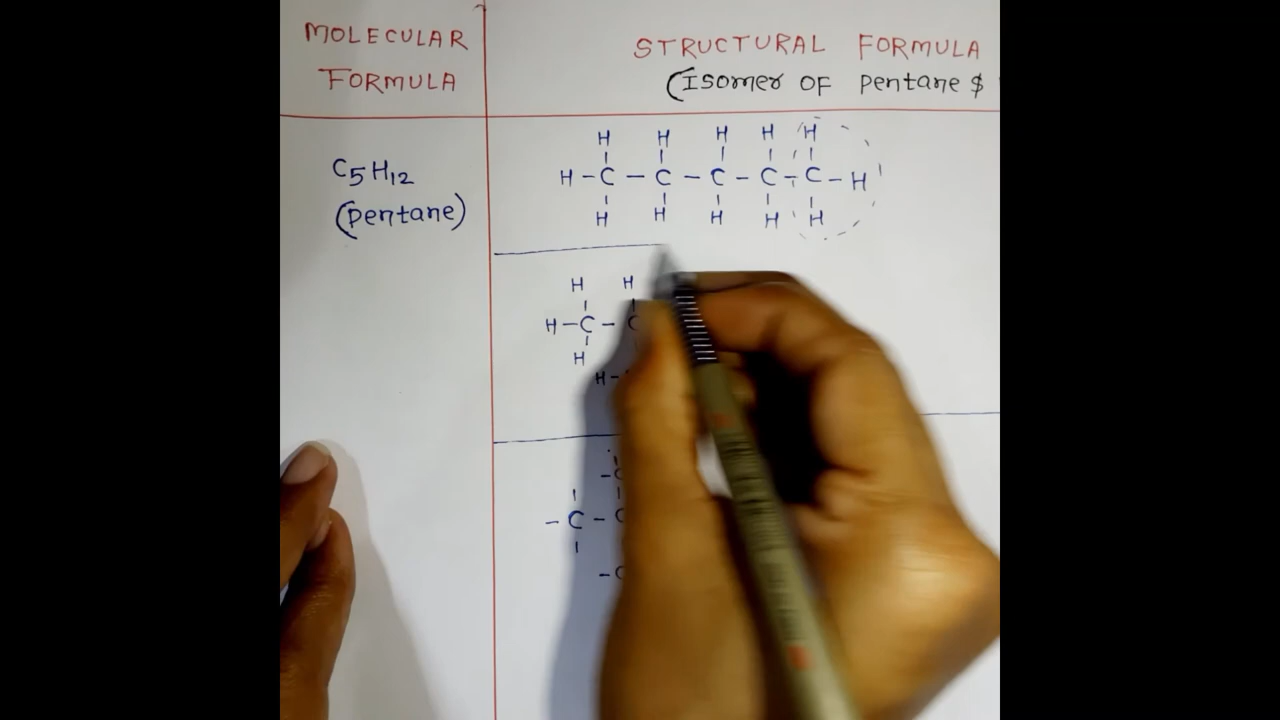 MOLECULAR
FORMULA
STRUCTURAL FORMULA
(Isomer OF Pentane $
C5H12
(Pentane)
H H H H H
H-C-C-C-C-C-H
H H H H H
H H
H-C-C
H
H-
-C
-C-C
-C